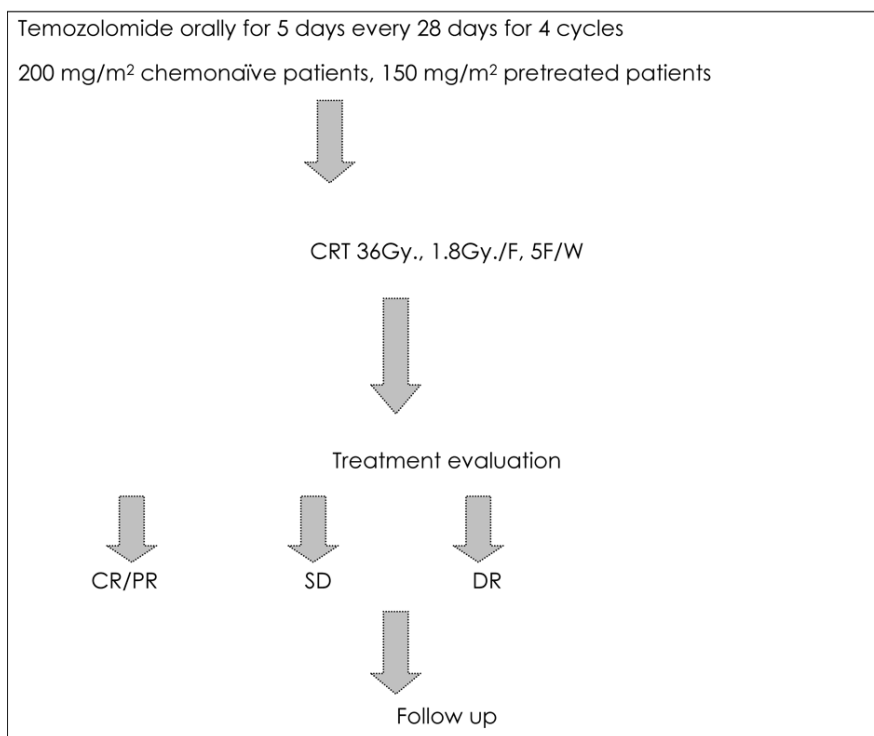 Temozolomide orally for 5 days every 28 days for 4 cycles
200 mg/m² chemonaïve patients, 150 mg/m² pretreated patients
CRT 36Gy., 1.8Gy./F, 5F/W
Treatment evaluation
CR/PR SD DR
Follow up